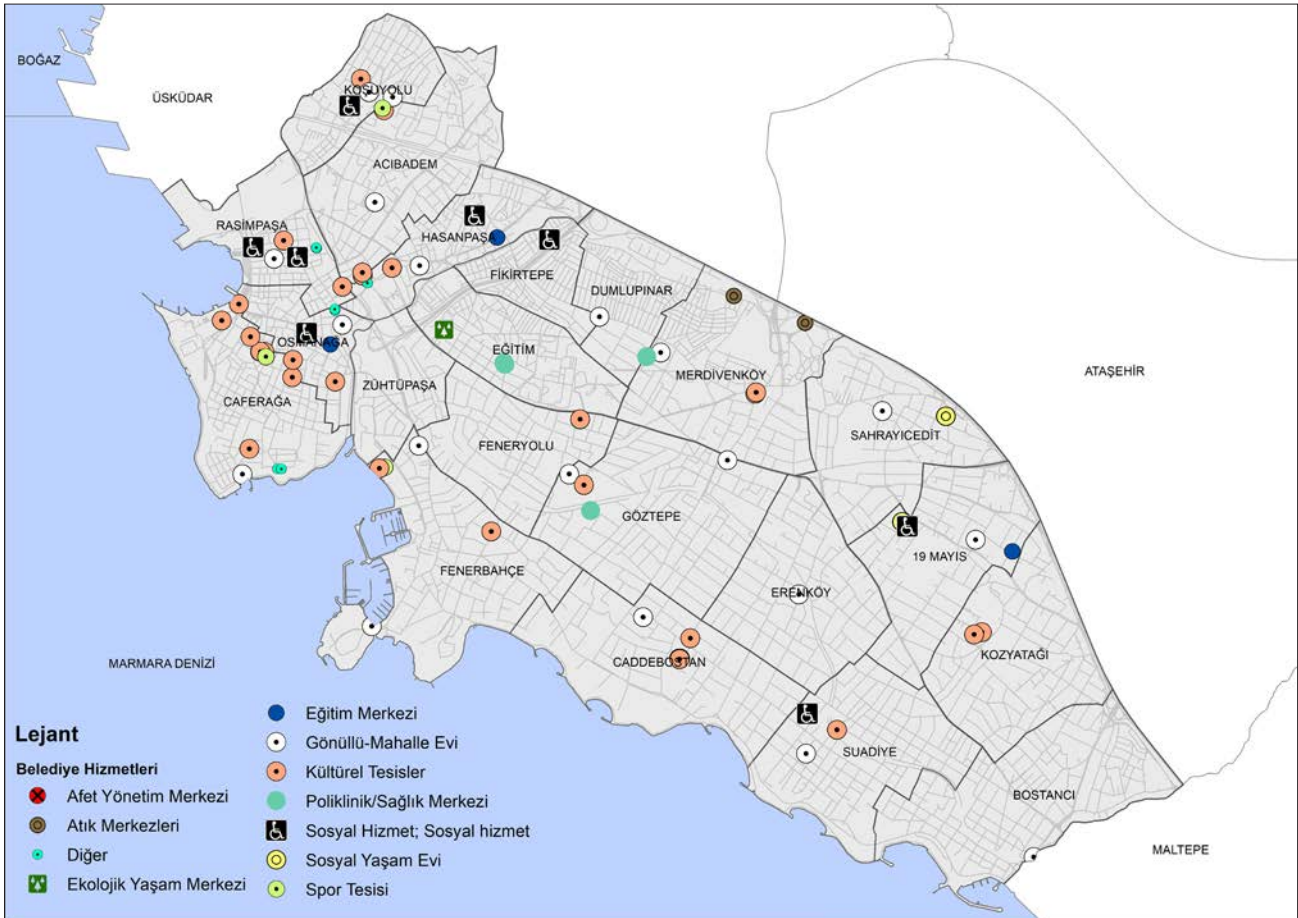 BOĞAZ
ÜSKÜDAR
KOŞUYOLU
ACIBADEM
RASİMPAŞA
HASANPAŞA
FİKİRTEPE
DUMLUPINAR
OSMANAĞA
EĞİTİM
ZÜHTÜPAŞA
MERDİVENKÖY
ATAŞEHİR
CAFERAĞA
FENERYOLU
SAHRAYICEDİT
GÖZTEPE
19 MAYIS
FENERBAHÇE
ERENKÖY
MARMARA DENİZİ
CADDEBOSTAN
KOZYATAĞI
SUADİYE
BOSTANCI
MALTEPE
Lejant
Belediye Hizmetleri
Afet Yönetim Merkezi
Atık Merkezleri
Diğer
Ekolojik Yaşam Merkezi
Eğitim Merkezi
Gönüllü-Mahalle Evi
Kültürel Tesisler
Poliklinik/Sağlık Merkezi
Sosyal Hizmet; Sosyal hizmet
Sosyal Yaşam Evi
Spor Tesisi